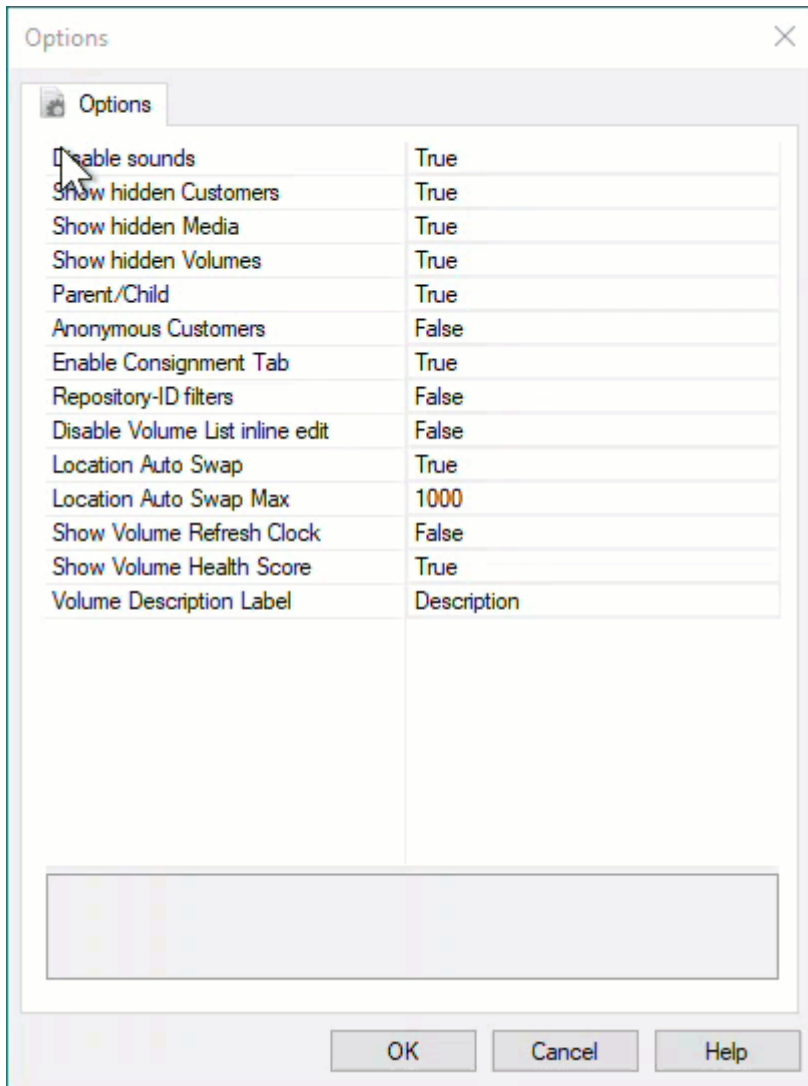 Options
Options
Disable sounds True
Show hidden Customers True
Show hidden Media True
Show hidden Volumes True
Parent/Child True
Anonymous Customers False
Enable Consignment Tab True
Repository-ID filters False
Disable Volume List inline edit False
Location Auto Swap True
Location Auto Swap Max 1000
Show Volume Refresh Clock False
Show Volume Health Score True
Volume Description Label Description
OK Cancel Help